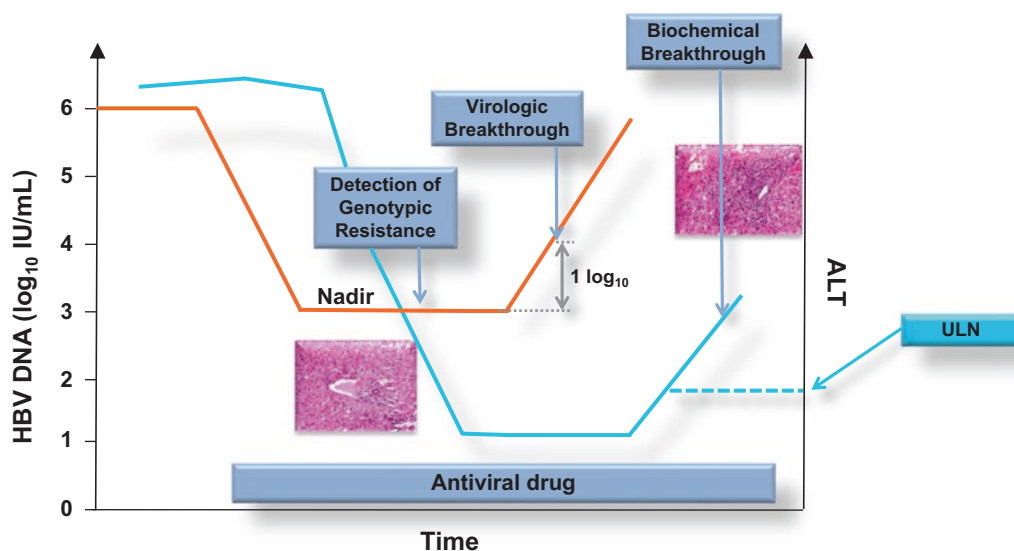 Biochemical
Breakthrough
Virologic
Breakthrough
Detection of
Genotypic
Resistance
HBV DNA (log₁₀ IU/mL)
6
5
4
3
2
1
0
Nadir
1 log₁₀
ALT
ULN
Antiviral drug
Time